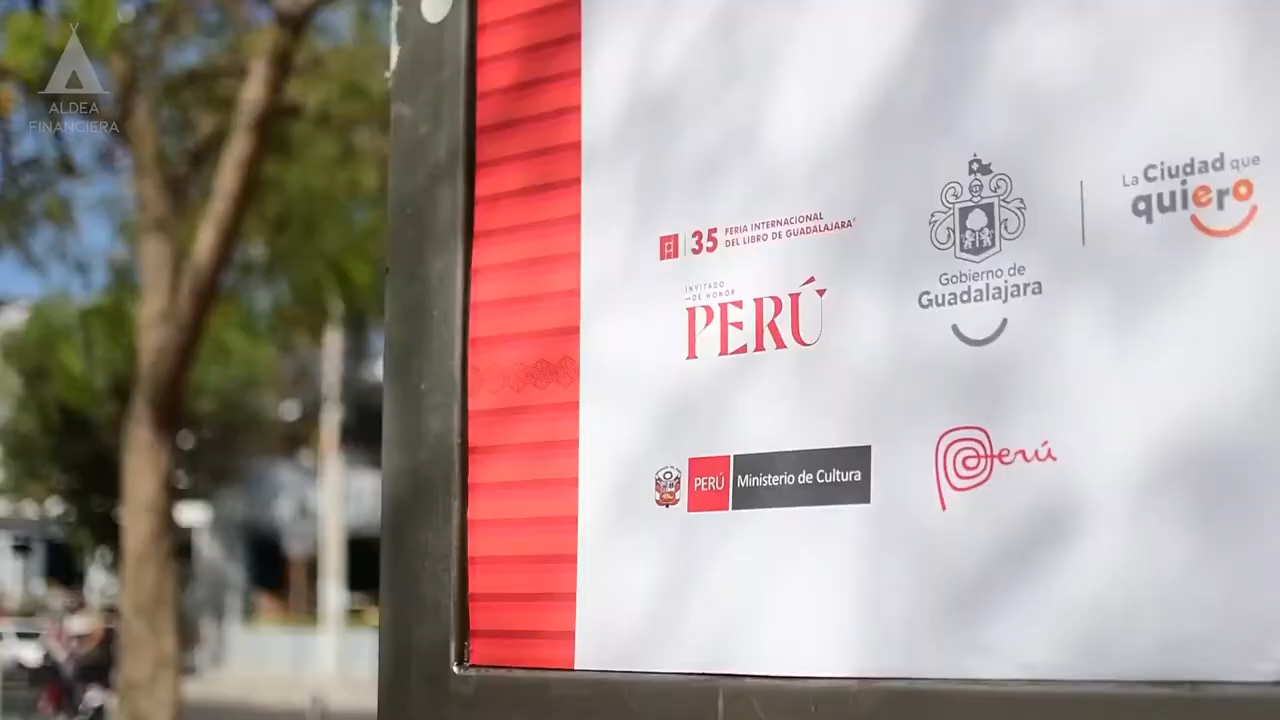 ALDEA
FINANCIERA
35 FERIA INTERNACIONAL
DEL LIBRO DE GUADALAJARA
INVITADO
—DE HONOR
PERÚ
Gobierno de
Guadalajara
La Ciudad que
quiero
PERÚ Ministerio de Cultura
Perú